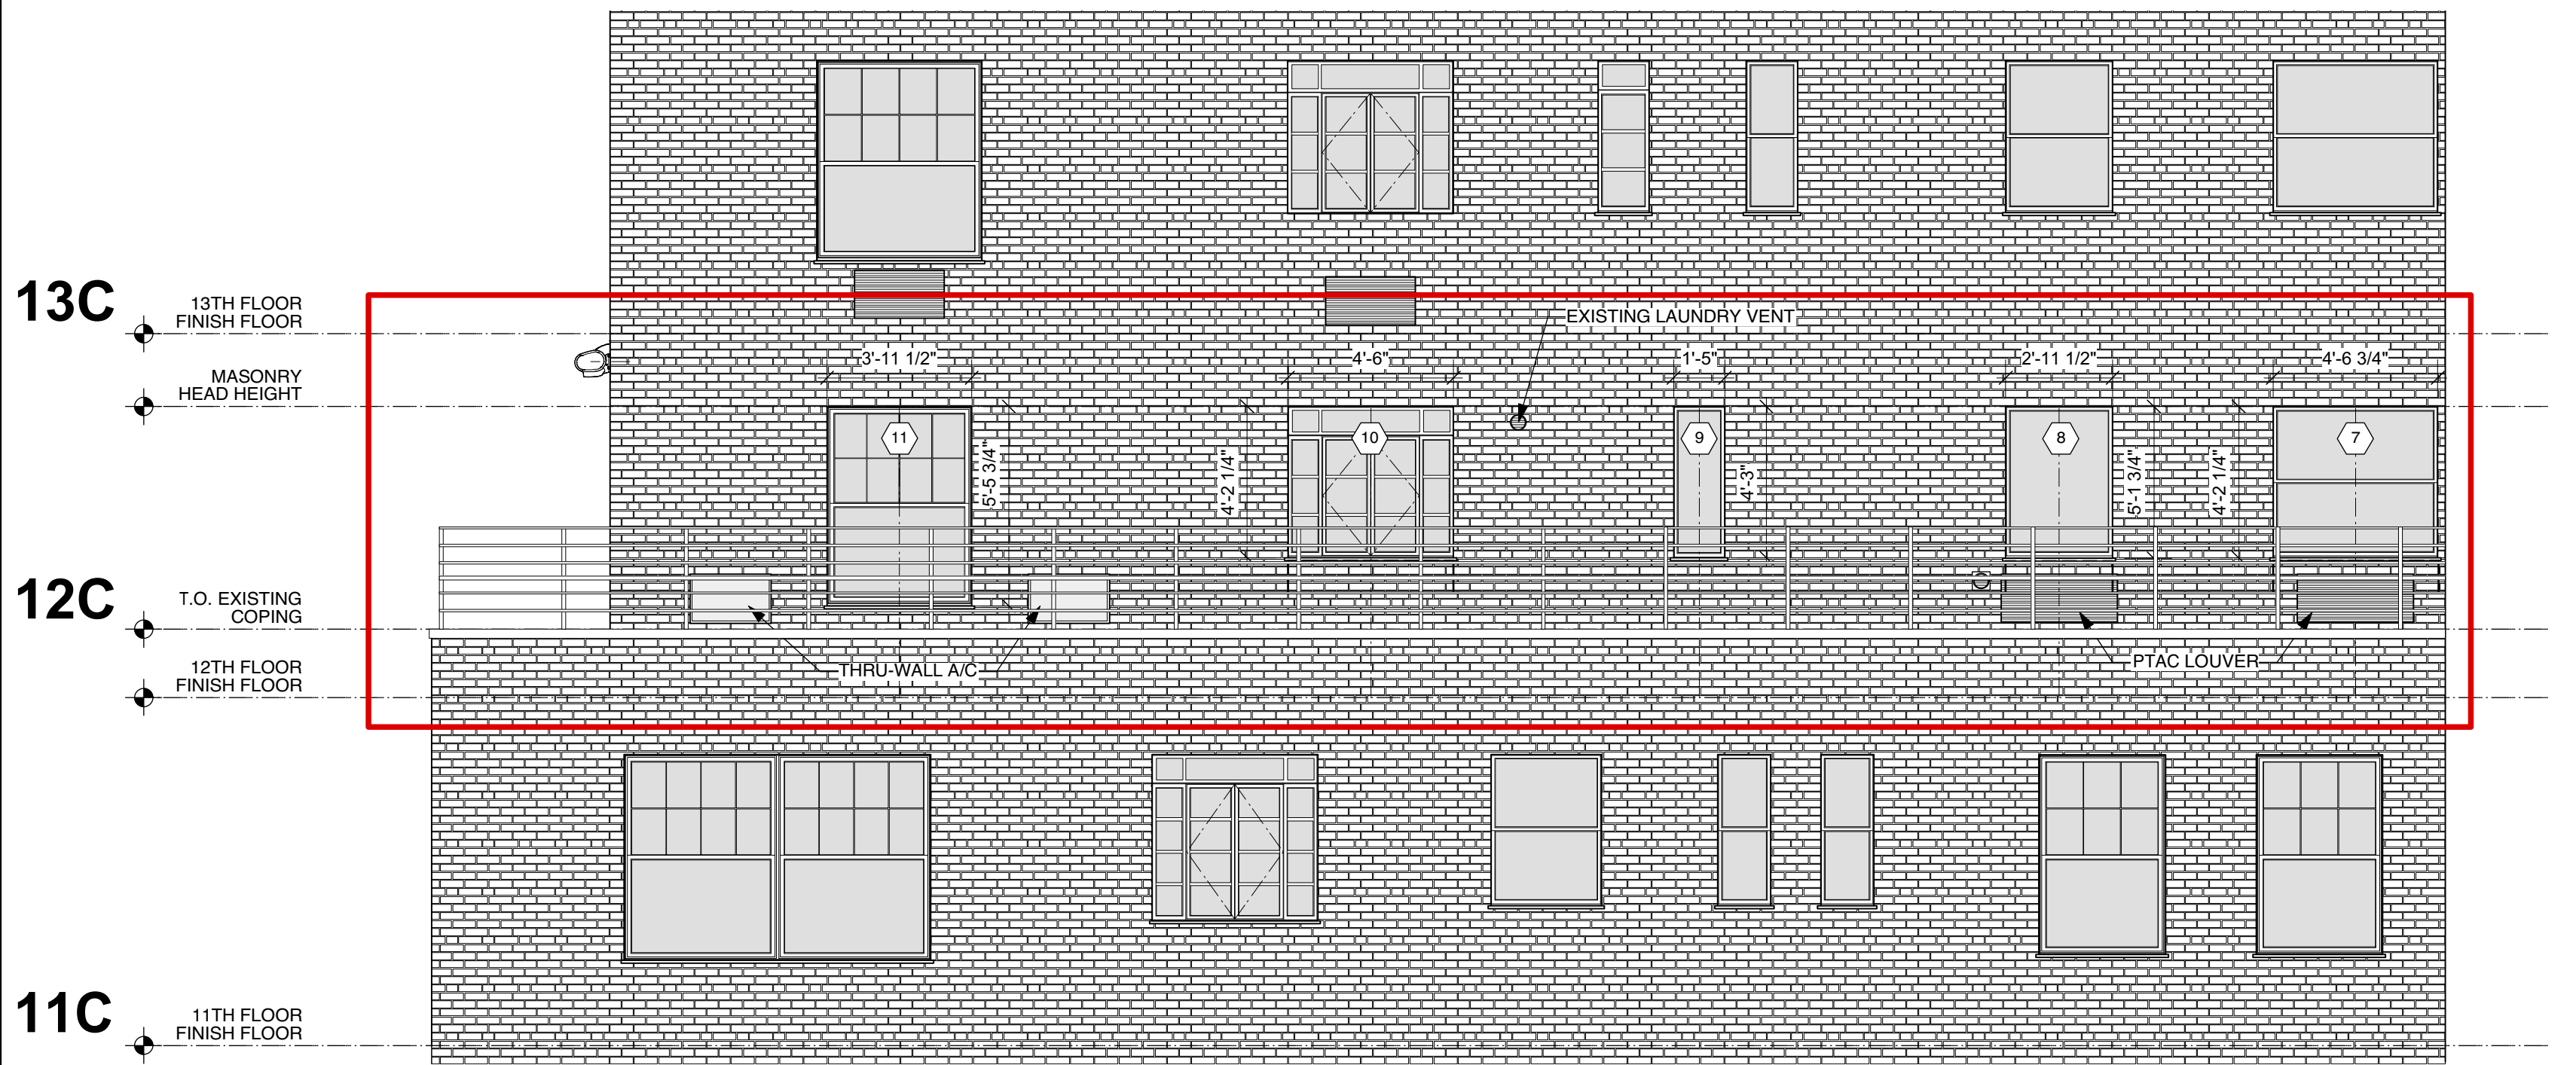 13C
13TH FLOOR
FINISH FLOOR
EXISTING LAUNDRY VENT
MASONRY
HEAD HEIGHT
3'-11 1/2"
4'-6"
1'-5"
2'-11 1/2"
4'-6 3/4"
11
5'-5 3/4"
4'-2 1/4"
10
9
4'-3"
8
5'-1 3/4"
4'-2 1/4"
7
12C
T.O. EXISTING
COPING
THRU-WALL A/C
PTAC LOUVER
12TH FLOOR
FINISH FLOOR
11C
11TH FLOOR
FINISH FLOOR